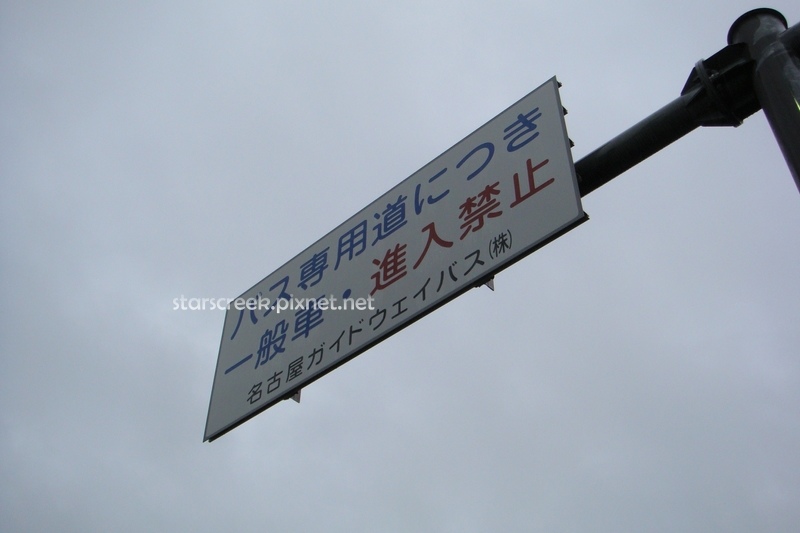 バス専用道につき
一般車・進入禁止
名古屋ガイドウェイバス(株)
starscreek.pixnet.net